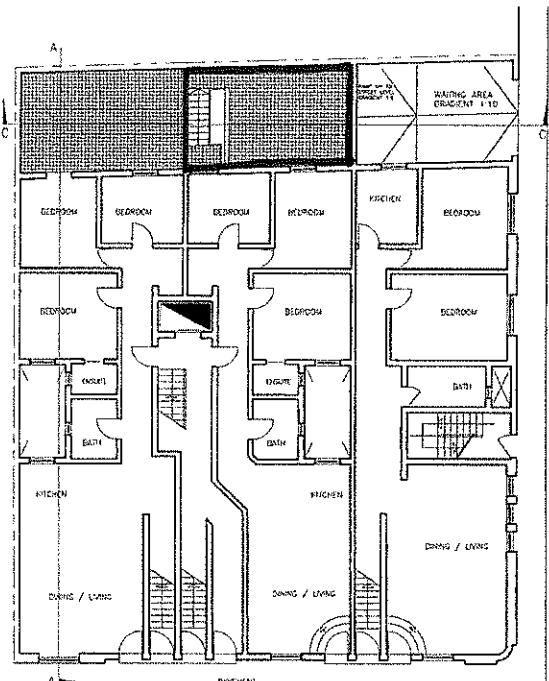 A
WAITING AREA
GRADIENT 1:10
C
C
BEDROOM
BEDROOM
BEDROOM
BEDROOM
KITCHEN
BEDROOM
BEDROOM
BEDROOM
BEDROOM
ENSUITE
ENSUITE
BATH
BATH
BATH
KITCHEN
KITCHEN
DINING / LIVING
DINING / LIVING
DINING / LIVING
A